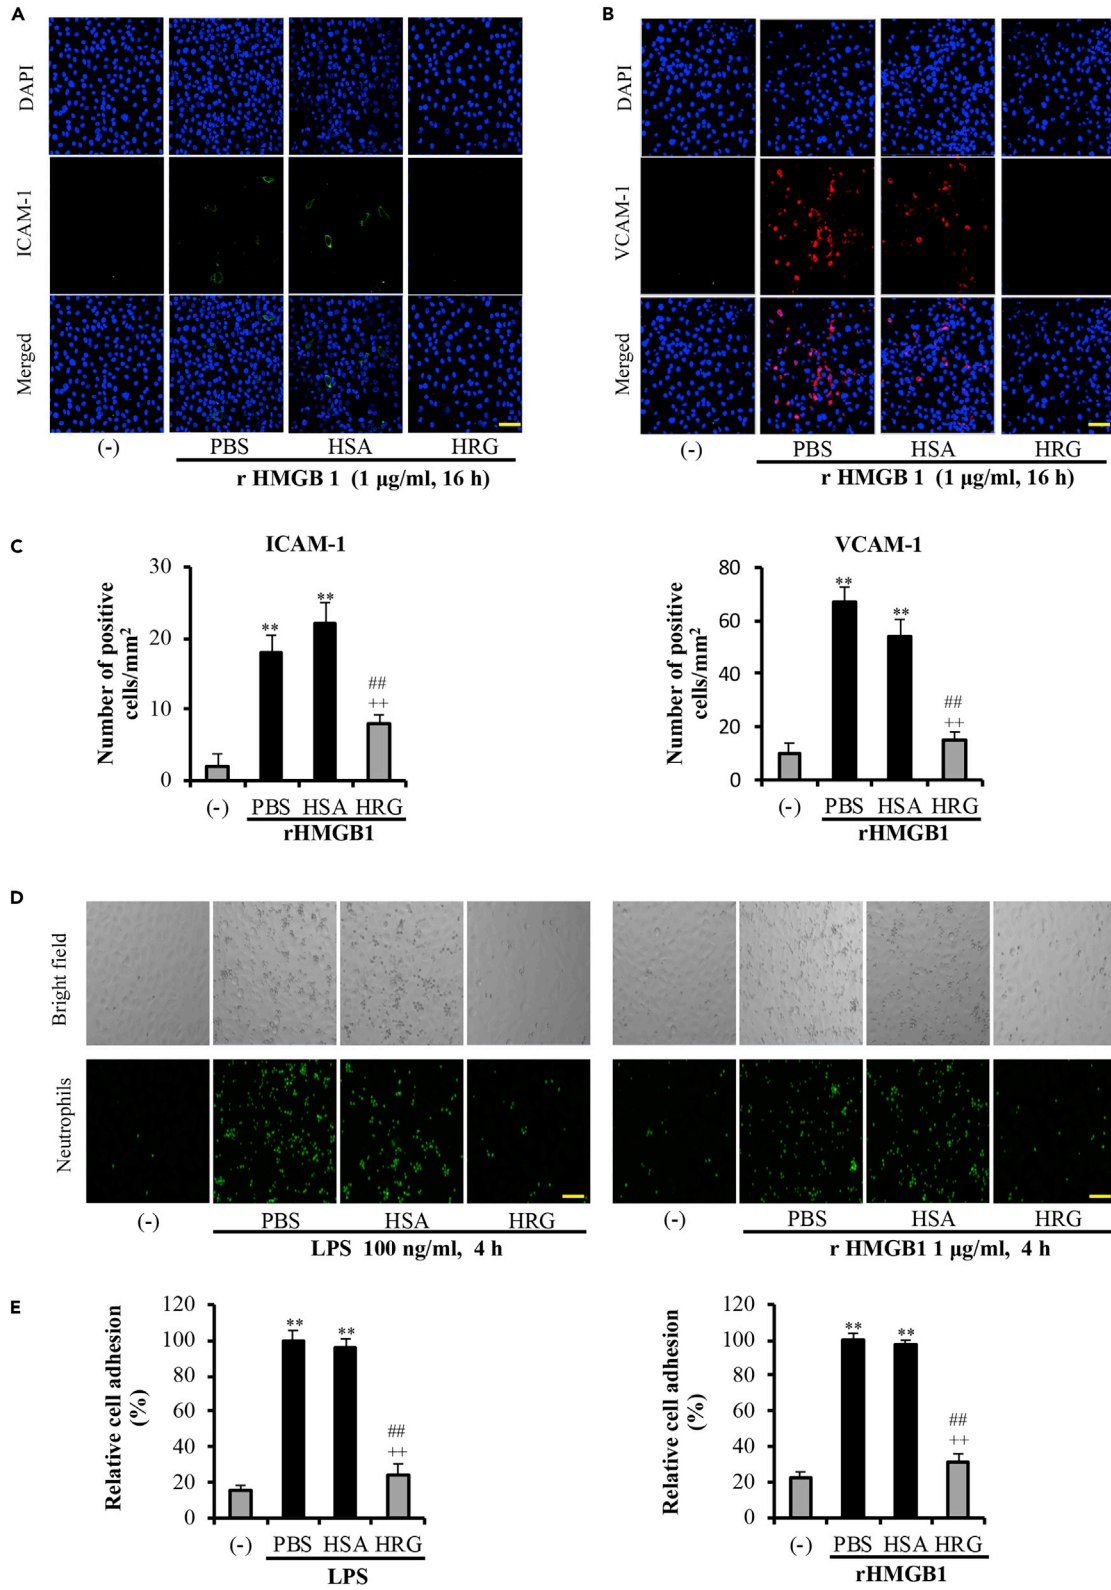 A
DAPI
ICAM-1
Merged
(-) PBS HSA HRG
r HMGB 1 (1 μg/ml, 16 h)
B
DAPI
VCAM-1
Merged
(-) PBS HSA HRG
r HMGB 1 (1 μg/ml, 16 h)
C
ICAM-1
Number of positive
cells/mm²
30
20
10
0
**
**
##
++
(-) PBS HSA HRG
rHMGB1
VCAM-1
Number of positive
cells/mm²
80
60
40
20
0
**
**
##
++
(-) PBS HSA HRG
rHMGB1
D
Bright field
Neutrophils
(-) PBS HSA HRG
LPS 100 ng/ml, 4 h
(-) PBS HSA HRG
r HMGB1 1 μg/ml, 4 h
E
Relative cell adhesion
(%)
120
100
80
60
40
20
0
**
**
##
++
(-) PBS HSA HRG
LPS
Relative cell adhesion
(%)
120
100
80
60
40
20
0
**
**
##
++
(-) PBS HSA HRG
rHMGB1